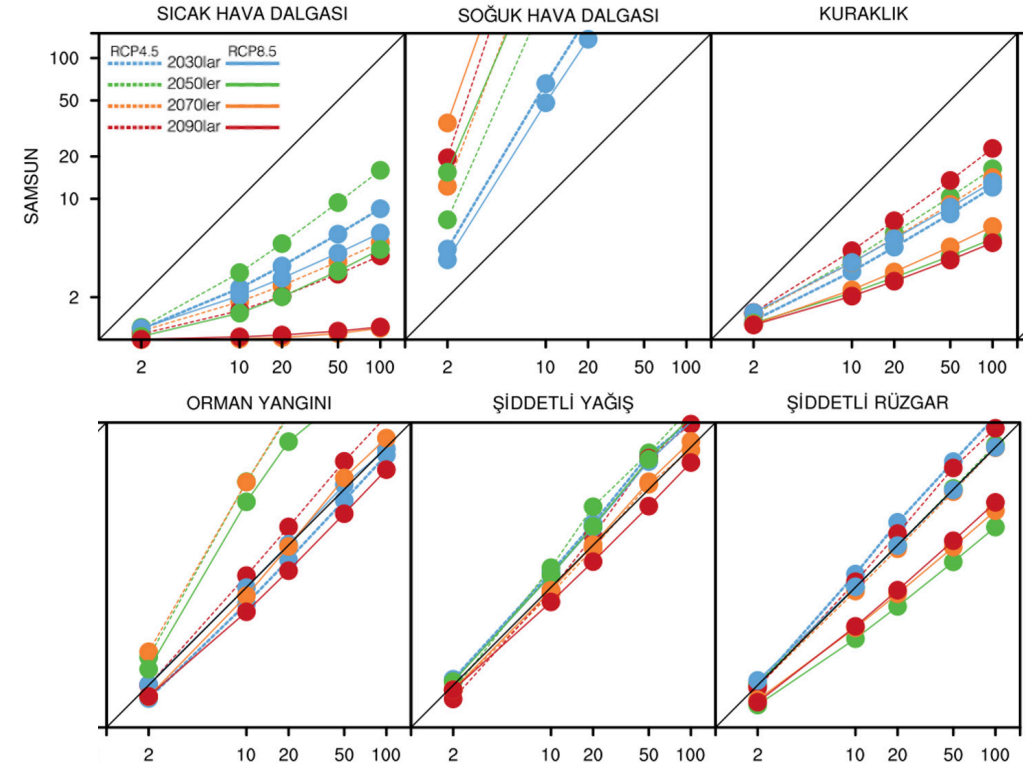 SICAK HAVA DALGASI
SOĞUK HAVA DALGASI
KURAKLIK
RCP4.5 RCP8.5
2030lar
2050ler
2070ler
2090lar
100
50
20
10
2
SAMSUN
2 10 20 50 100
2 10 20 50 100
2 10 20 50 100
ORMAN YANGINI
ŞİDDETLİ YAĞIŞ
ŞİDDETLİ RÜZGAR
2 10 20 50 100
2 10 20 50 100
2 10 20 50 100